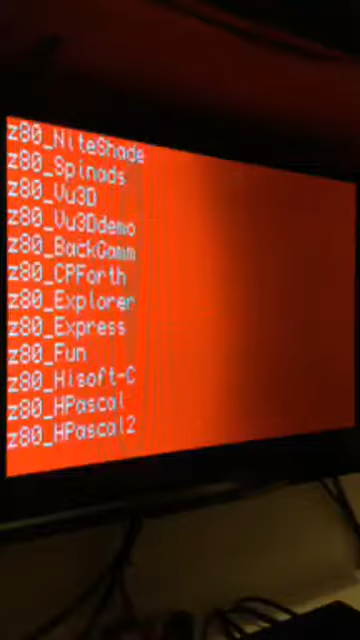 z80_NiteShade
z80_Spinads
z80_Vu3D
z80_Vu3Ddemo
z80_BackGamm
z80_CPForth
z80_Explorer
z80_Express
z80_Fun
z80_Hisoft-C
z80_HPascal
z80_HPascal2